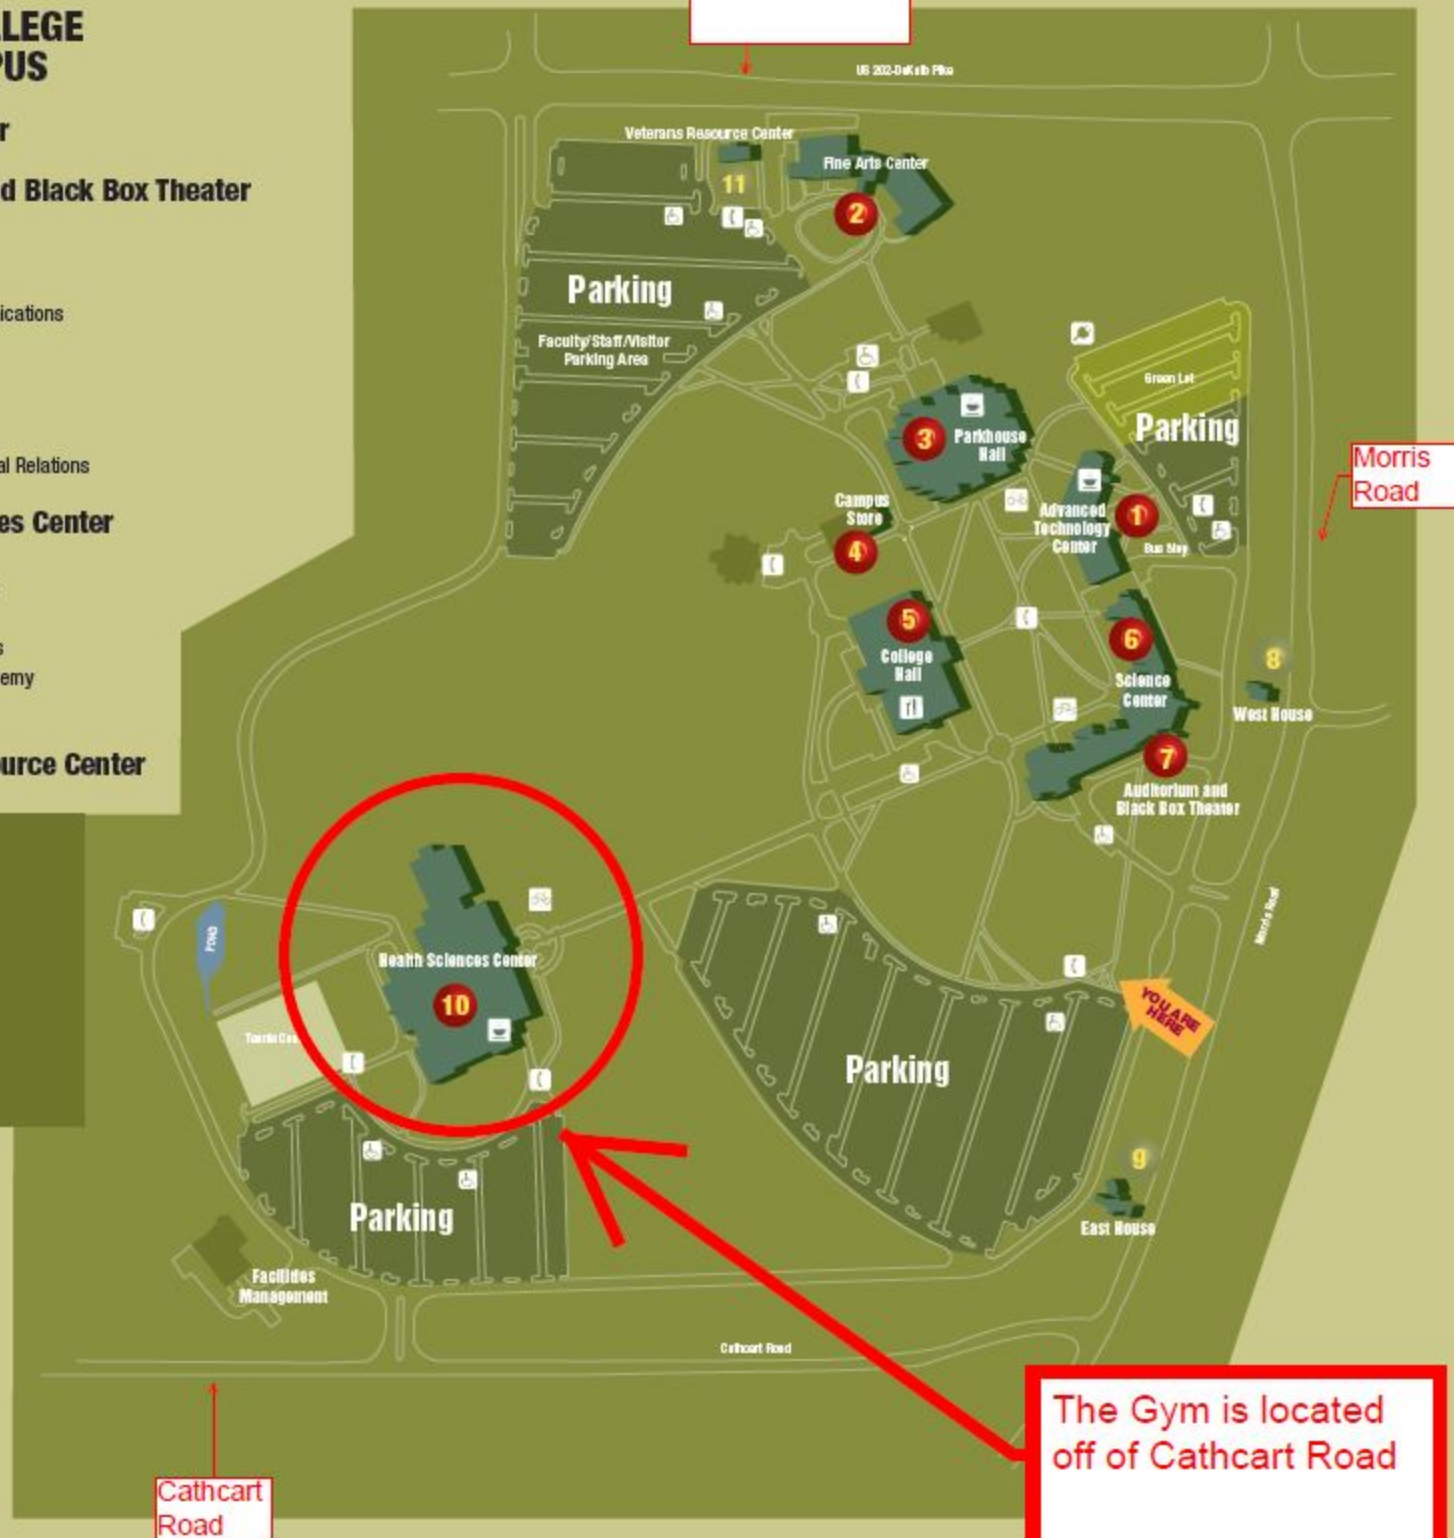 LLEGE
PUS
r
d Black Box Theater
ications
al Relations
es Center
s
emy
urce Center
US 202-DeKalb Pike
Veterans Resource Center
11
Fine Arts Center
2
Parking
Faculty/Staff/Visitor
Parking Area
Green Lot
Parking
3
Parkhouse
Hall
Morris
Road
Campus
Store
4
Advanced
Technology
Center
1
Bus Stop
5
College
Hall
6
Science
Center
8
West House
7
Auditorium and
Black Box Theater
Morris Road
Pond
Health Sciences Center
10
YOU ARE
HERE
Parking
Parking
9
East House
Facilities
Management
Cathcart Road
The Gym is located
off of Cathcart Road
Cathcart
Road